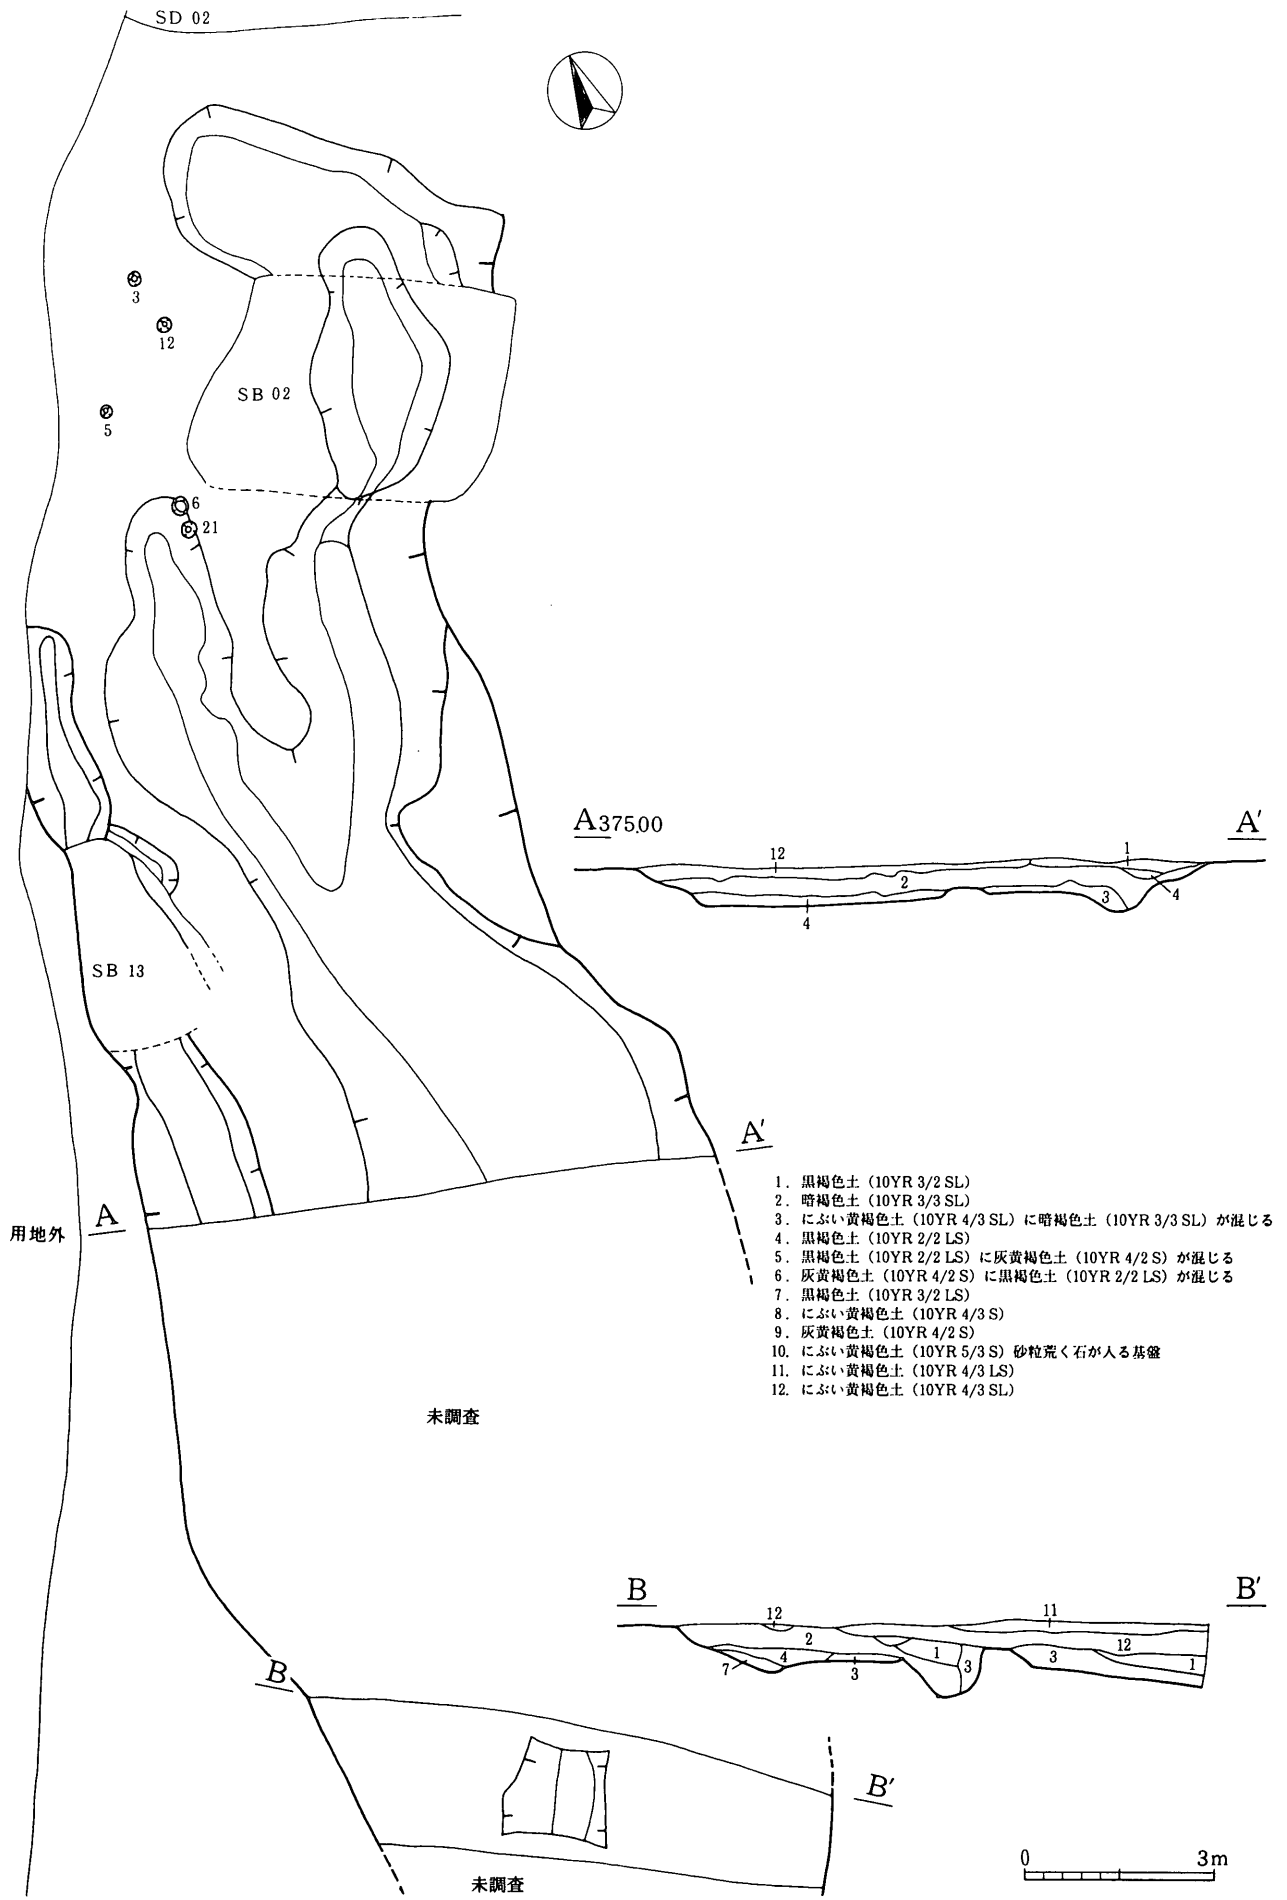 SD 02
3
12
SB 02
5
6
21
A 375.00
A′
12
1
2
3
4
4
SB 13
A′
用地外
A
1. 黒褐色土 (10YR 3/2 SL)
2. 暗褐色土 (10YR 3/3 SL)
3. にぶい黄褐色土 (10YR 4/3 SL) に暗褐色土 (10YR 3/3 SL) が混じる
4. 黒褐色土 (10YR 2/2 LS)
5. 黒褐色土 (10YR 2/2 LS) に灰黄褐色土 (10YR 4/2 S) が混じる
6. 灰黄褐色土 (10YR 4/2 S) に黒褐色土 (10YR 2/2 LS) が混じる
7. 黒褐色土 (10YR 3/2 LS)
8. にぶい黄褐色土 (10YR 4/3 S)
9. 灰黄褐色土 (10YR 4/2 S)
10. にぶい黄褐色土 (10YR 5/3 S) 砂粒荒く石が入る基盤
11. にぶい黄褐色土 (10YR 4/3 LS)
12. にぶい黄褐色土 (10YR 4/3 SL)
未調査
B
B′
12
11
2
12
1
3
3
1
7
4
3
B
B′
未調査
0 3m